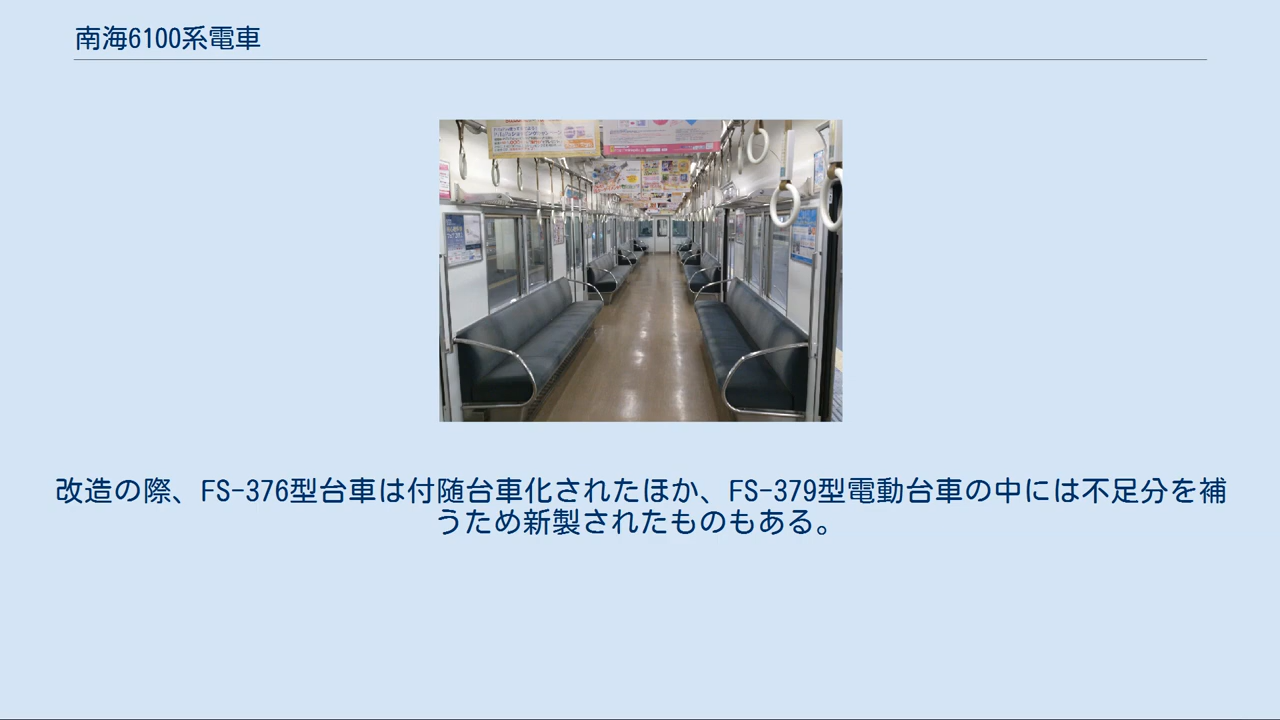 南海6100系電車
改造の際、FS-376型台車は付随台車化されたほか、FS-379型電動台車の中には不足分を補
うため新製されたものもある。